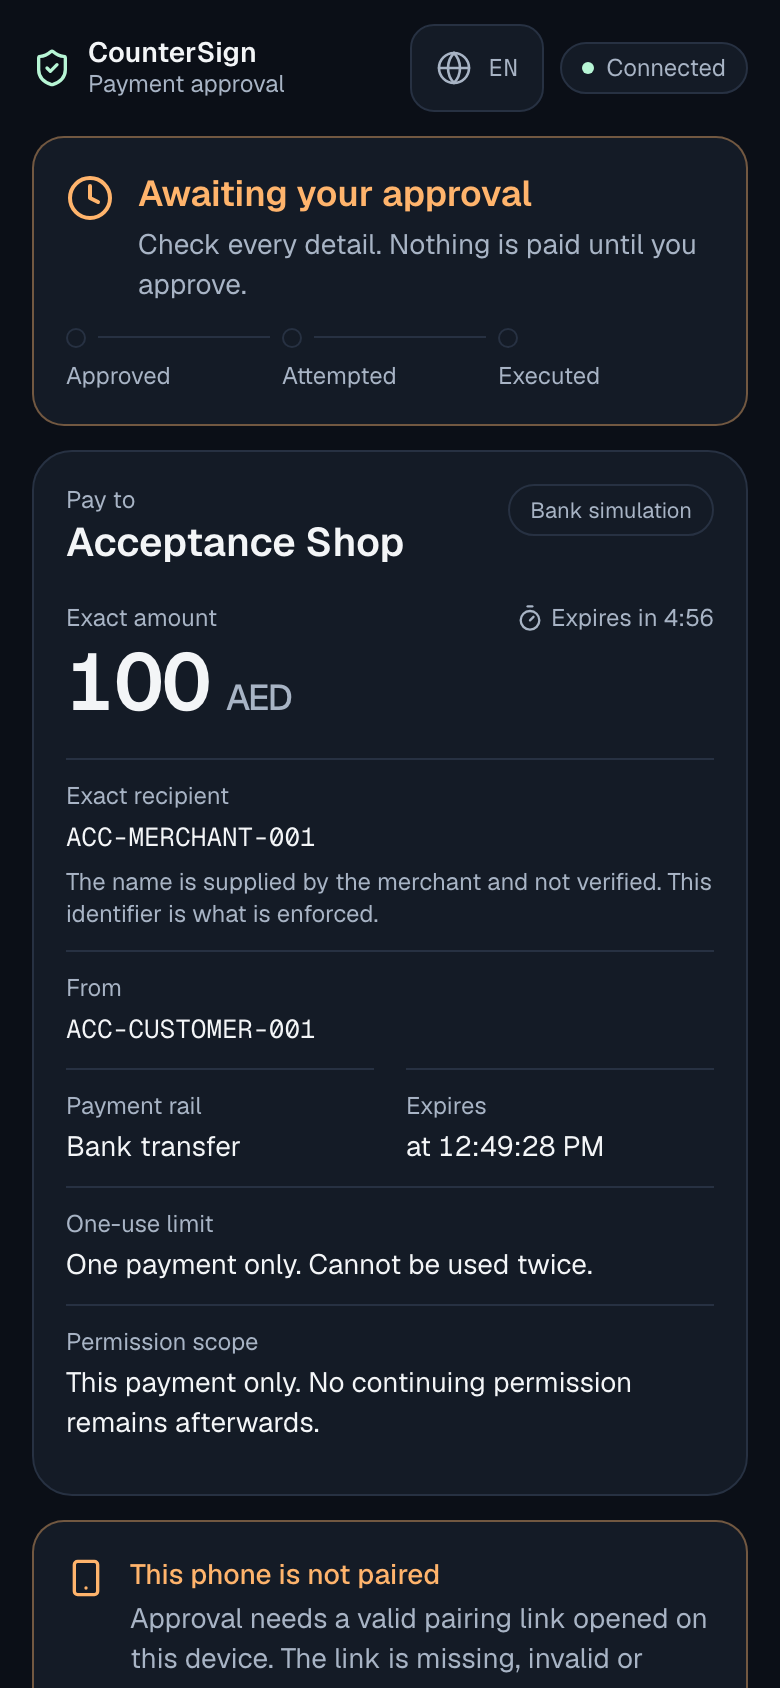 CounterSign
Payment approval
EN
Connected
Awaiting your approval
Check every detail. Nothing is paid until you
approve.
Approved
Attempted
Executed
Pay to
Bank simulation
Acceptance Shop
Exact amount
Expires in 4:56
100 AED
Exact recipient
ACC-MERCHANT-001
The name is supplied by the merchant and not verified. This
identifier is what is enforced.
From
ACC-CUSTOMER-001
Payment rail
Bank transfer
Expires
at 12:49:28 PM
One-use limit
One payment only. Cannot be used twice.
Permission scope
This payment only. No continuing permission
remains afterwards.
This phone is not paired
Approval needs a valid pairing link opened on
this device. The link is missing, invalid or